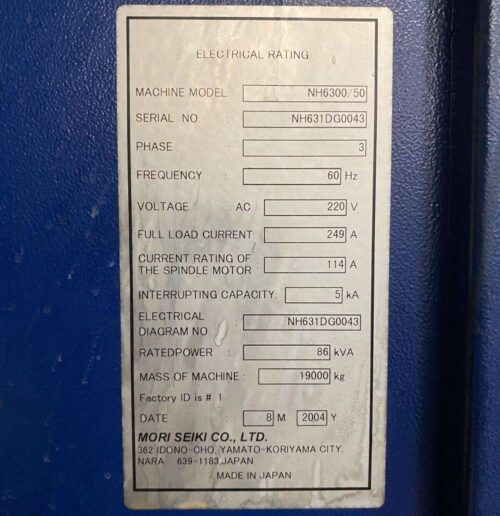 ELECTRICAL RATING
MACHINE MODEL: NH6300/50
SERIAL NO : NH631DG0043
PHASE : 3
FREQUENCY : 60 Hz
VOLTAGE : AC 220 V
FULL LOAD CURRENT: 249 A
CURRENT RATING OF
THE SPINDLE MOTOR : 114 A
INTERRUPTING CAPACITY: 5 kA
ELECTRICAL
DIAGRAM NO : NH631DG0043
RATEDPOWER : 86 kVA
MASS OF MACHINE : 19000 kg
Factory ID is # 1
DATE : 8 M 2004 Y
MORI SEIKI CO., LTD.
362 IDONO-CHO, YAMATO-KORIYAMA CITY,
NARA 639-1183,JAPAN
MADE IN JAPAN